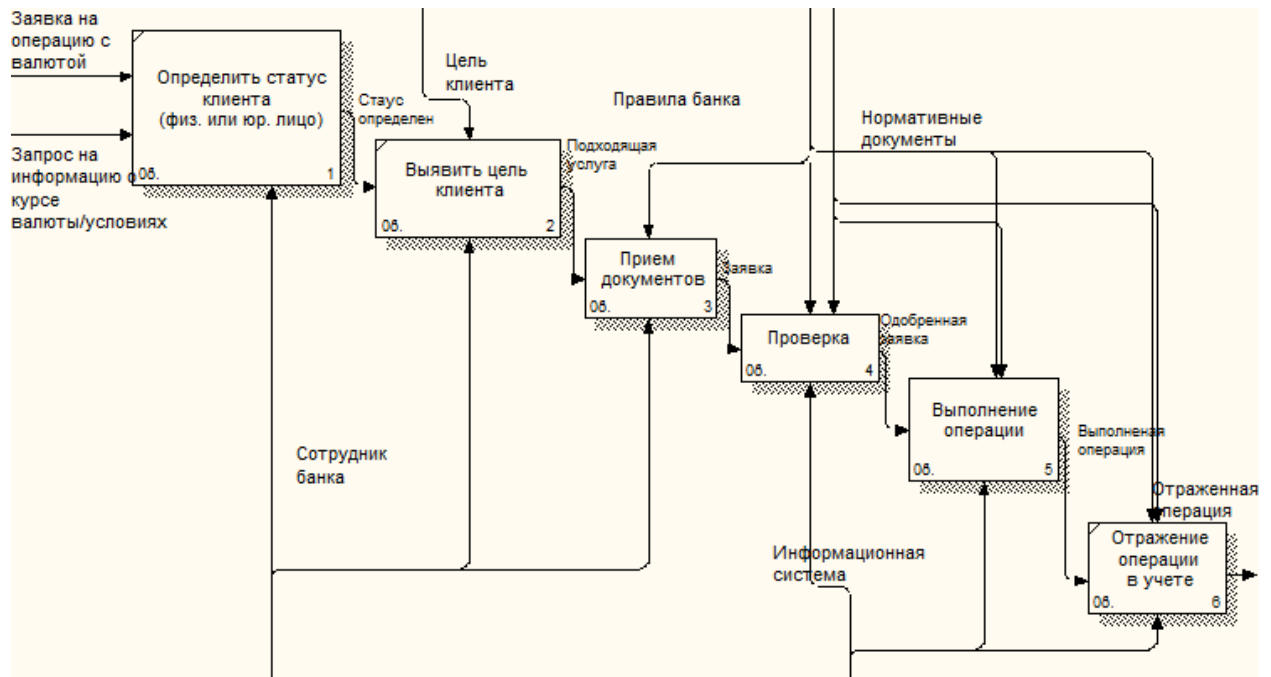 Заявка на
операцию с
валютой
Определить статус
клиента
(физ. или юр. лицо)
0б.
1
Запрос на
информацию о
курсе
валюты/условиях
Стаус
определен
Цель
клиента
Выявить цель
клиента
0б.
2
Подходящая
услуга
Правила банка
Нормативные
документы
Прием
документов
0б.
3
Заявка
Проверка
0б.
4
Одобренная
заявка
Выполнение
операции
0б.
5
Выполненая
операция
Сотрудник
банка
Информационная
система
Отраженная
операция
Отражение
операции
в учете
0б.
6